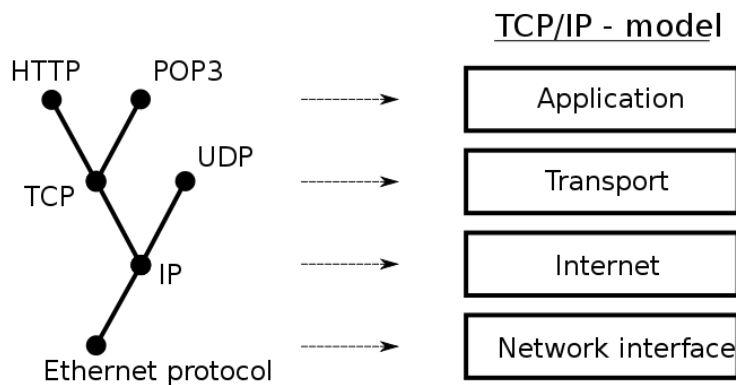 TCP/IP - model
HTTP
POP3
Application
UDP
TCP
Transport
IP
Internet
Ethernet protocol
Network interface